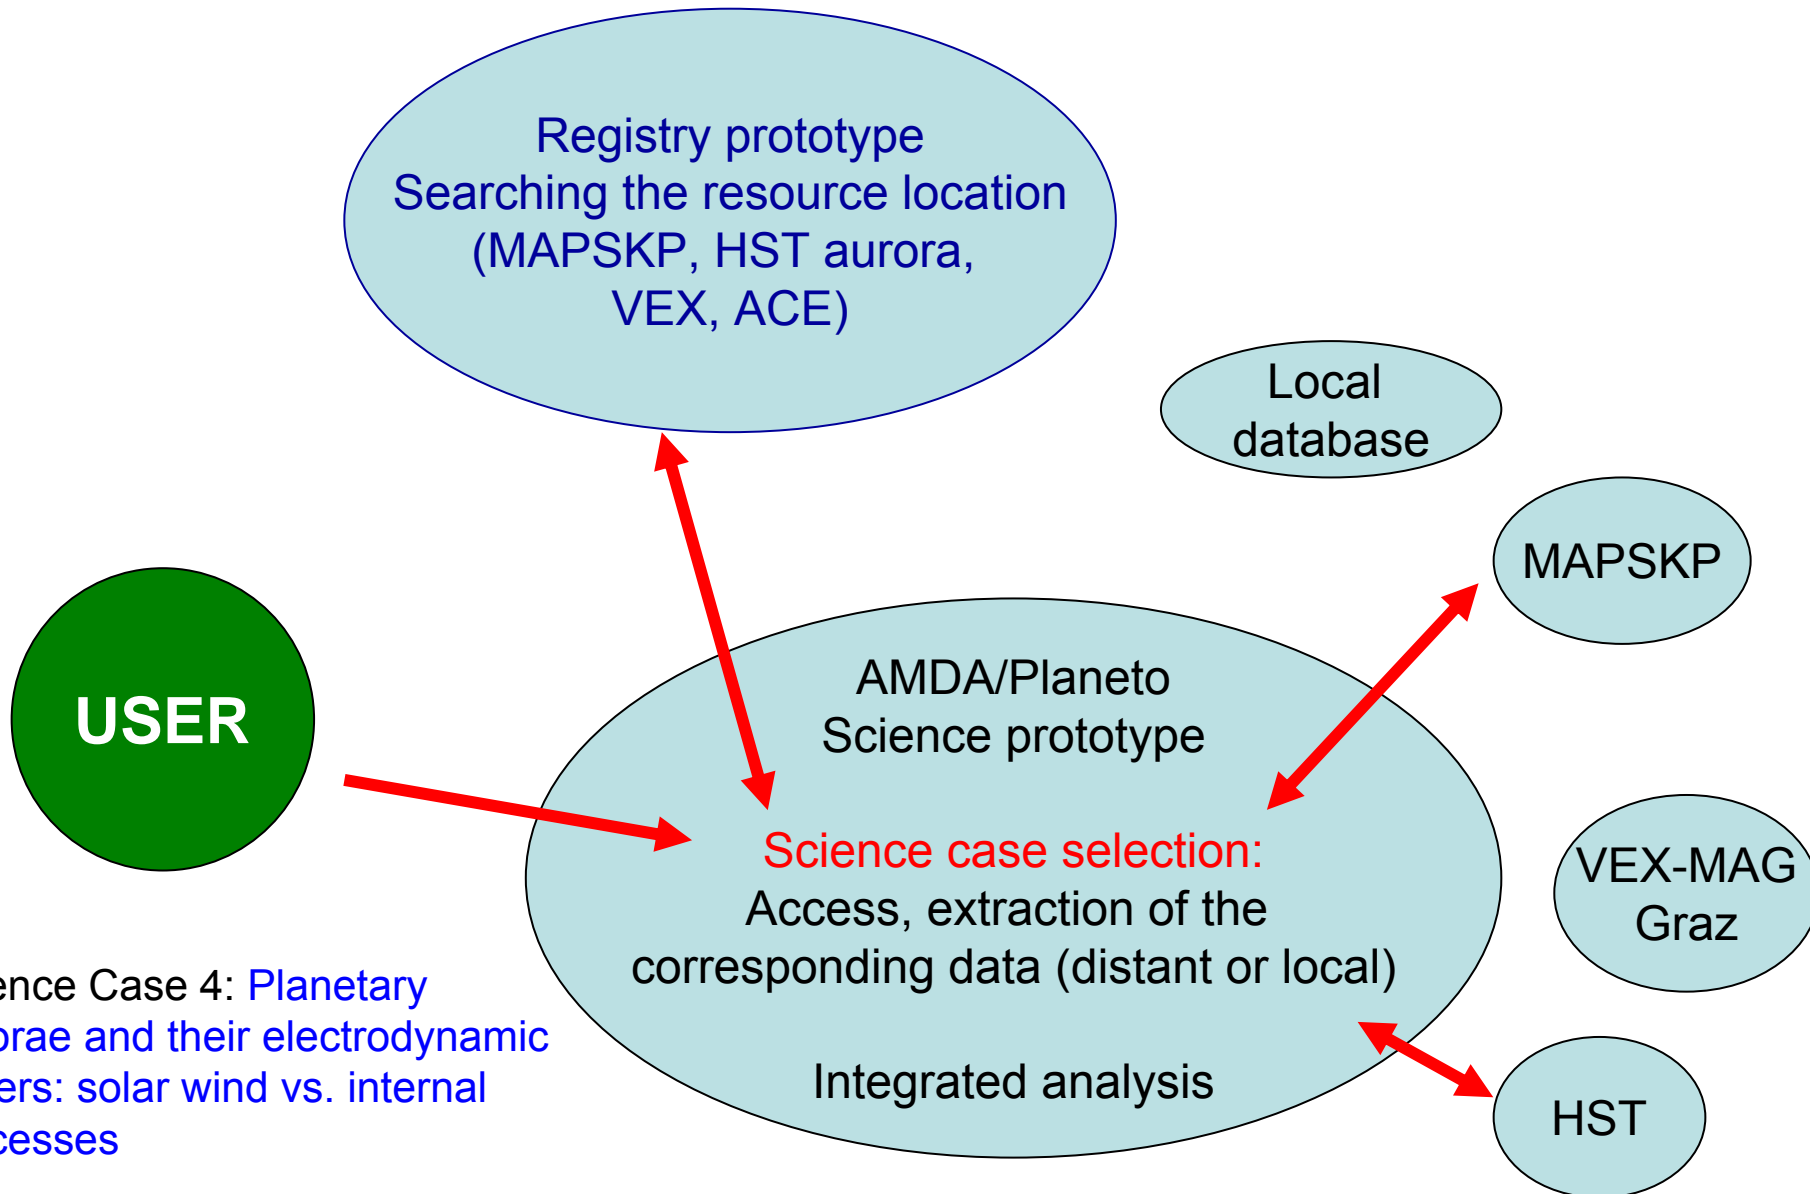 Registry prototype
Searching the resource location
(MAPSKP, HST aurora,
VEX, ACE)
Local
database
MAPSKP
USER
AMDA/Planeto
Science prototype
Science case selection:
Access, extraction of the
corresponding data (distant or local)
Integrated analysis
VEX-MAG
Graz
HST
ence Case 4: Planetary
orae and their electrodynamic
ers: solar wind vs. internal
cesses